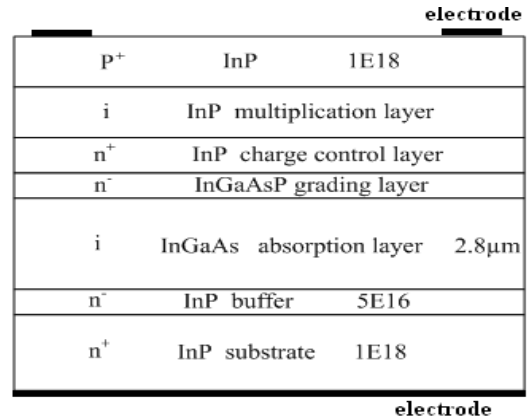 electrode
P+ InP 1E18
i InP multiplication layer
n+ InP charge control layer
n- InGaAsP grading layer
i InGaAs absorption layer 2.8μm
n- InP buffer 5E16
n+ InP substrate 1E18
electrode